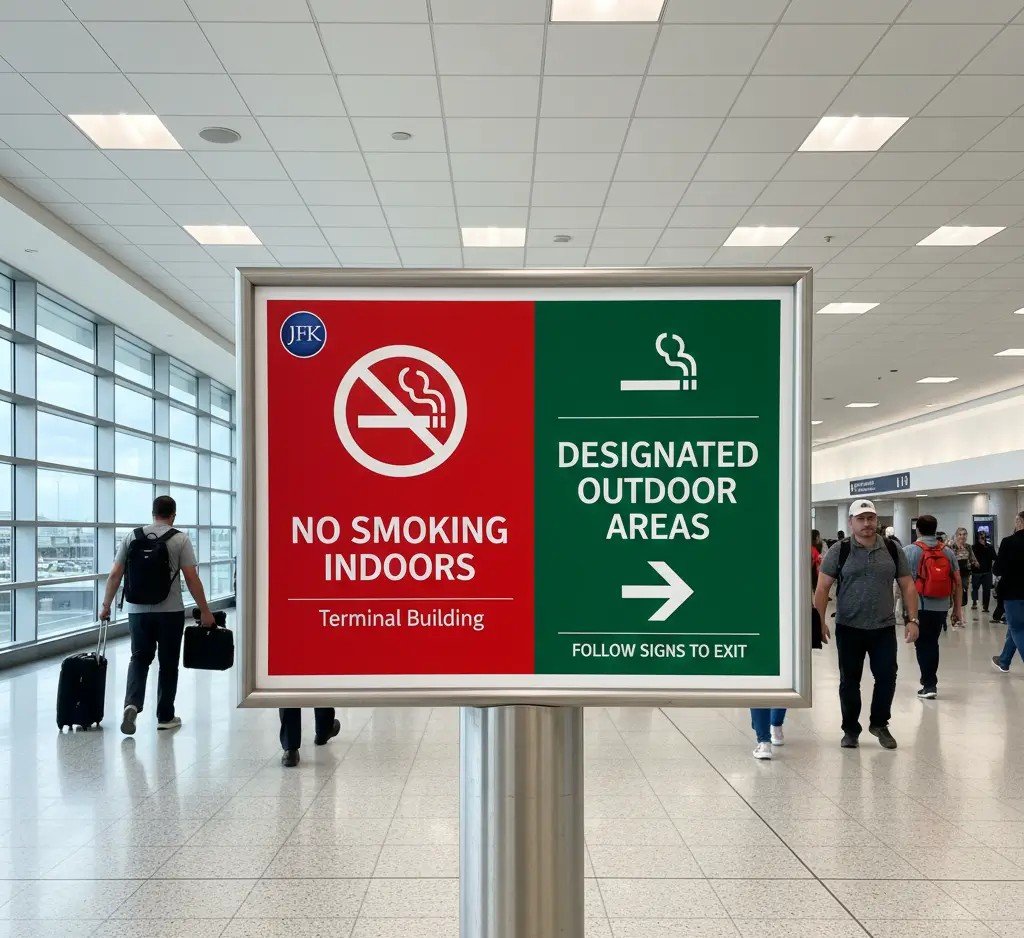 JFK
NO SMOKING
INDOORS
Terminal Building
DESIGNATED
OUTDOOR
AREAS
FOLLOW SIGNS TO EXIT